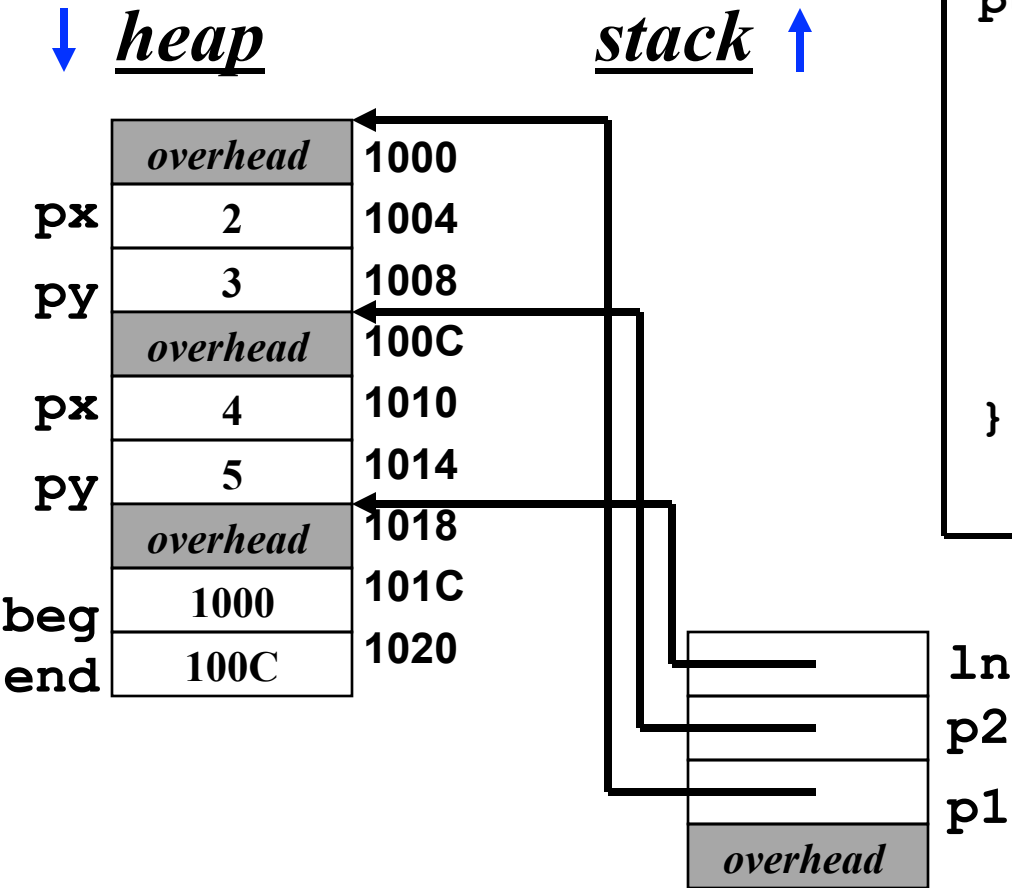 heap stack
p
overhead 1000
px 2 1004
py 3 1008
overhead 100C
px 4 1010
}
py 5 1014
overhead 1018
beg 1000 101C
end 100C 1020
ln
p2
p1
overhead